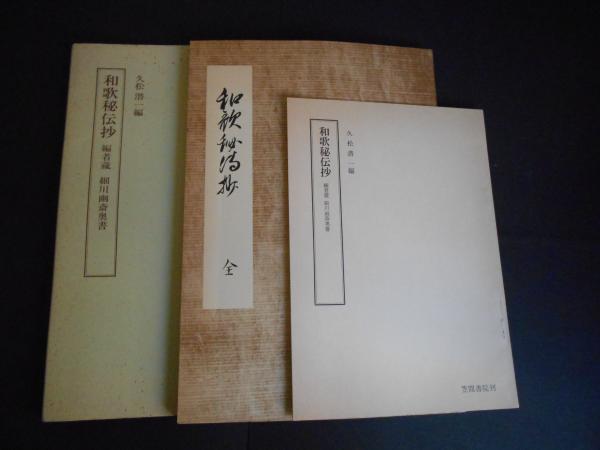 久松潜一編
和歌秘伝抄 編者蔵 細川幽斎奥書
和歌秘傳抄
全
久松潜一編
和歌秘伝抄 編者蔵 細川幽斎奥書
笠間書院刊